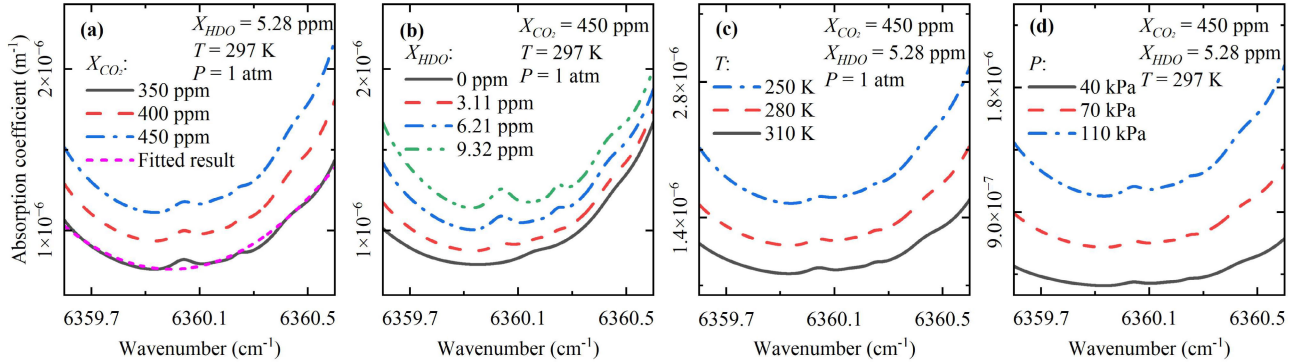 Absorption coefficient (m⁻¹)
(a)
X_HDO = 5.28 ppm
T = 297 K
P = 1 atm
X_CO₂:
350 ppm
400 ppm
450 ppm
Fitted result
2×10⁻⁶
1×10⁻⁶
6359.7 6360.1 6360.5
Wavenumber (cm⁻¹)
(b)
X_CO₂ = 450 ppm
T = 297 K
P = 1 atm
X_HDO:
0 ppm
3.11 ppm
6.21 ppm
9.32 ppm
2×10⁻⁶
1×10⁻⁶
6359.7 6360.1 6360.5
Wavenumber (cm⁻¹)
(c)
X_CO₂ = 450 ppm
X_HDO = 5.28 ppm
P = 1 atm
T:
250 K
280 K
310 K
2.8×10⁻⁶
1.4×10⁻⁶
6359.7 6360.1 6360.5
Wavenumber (cm⁻¹)
(d)
X_CO₂ = 450 ppm
X_HDO = 5.28 ppm
T = 297 K
P:
40 kPa
70 kPa
110 kPa
1.8×10⁻⁶
9.0×10⁻⁷
6359.7 6360.1 6360.5
Wavenumber (cm⁻¹)